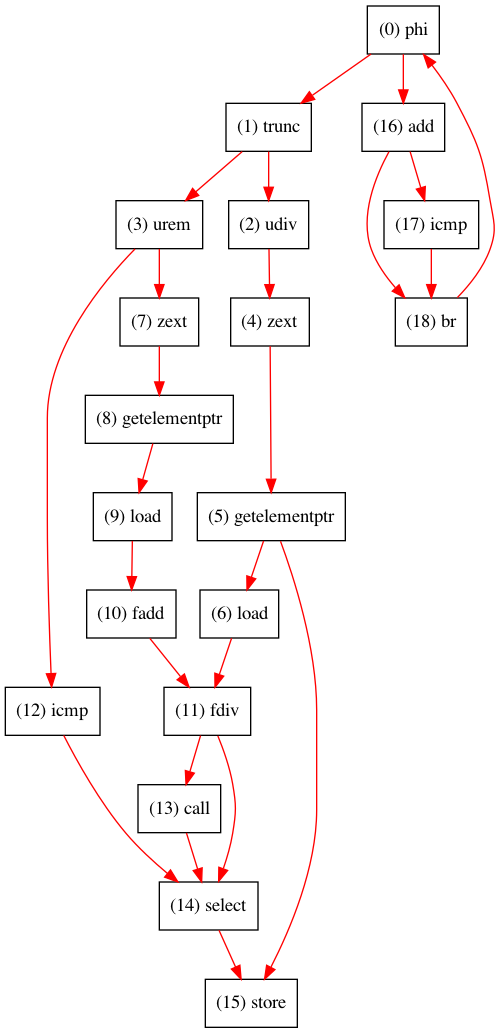 (0) phi
(1) trunc
(16) add
(3) urem
(2) udiv
(17) icmp
(7) zext
(4) zext
(18) br
(8) getelementptr
(9) load
(5) getelementptr
(10) fadd
(6) load
(12) icmp
(11) fdiv
(13) call
(14) select
(15) store